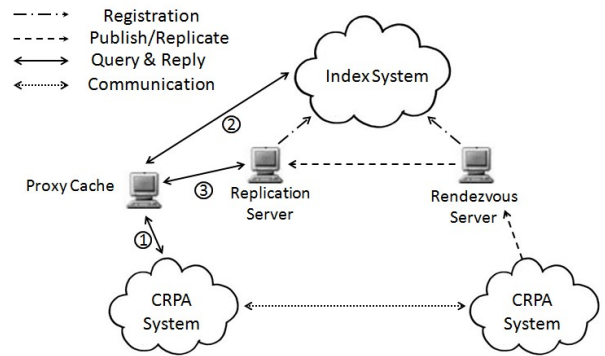 Registration
Publish/Replicate
Query & Reply
Communication
Index System
②
Proxy Cache
③
Replication
Server
Rendezvous
Server
①
CRPA
System
CRPA
System